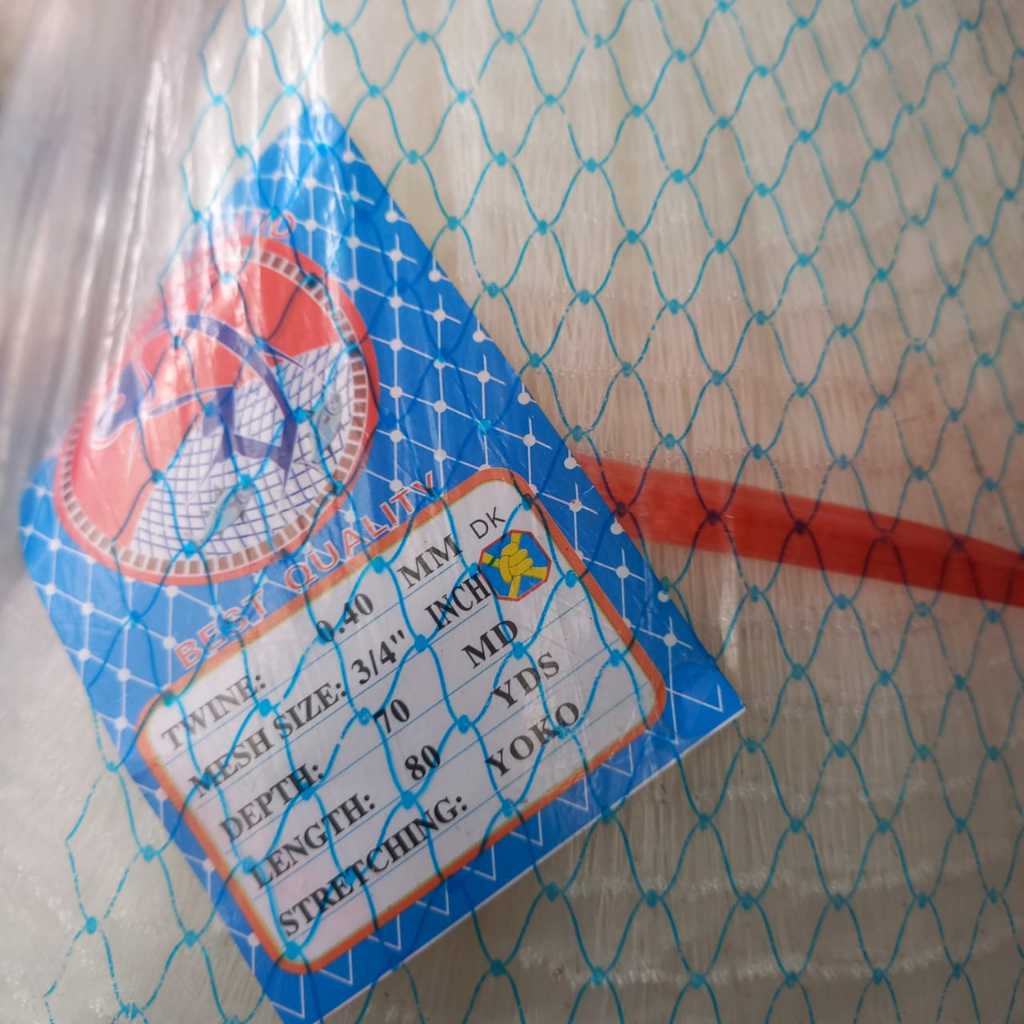 BEST QUALITY
DK
TWINE: 0.40 MM
MESH SIZE: 3/4" INCH
DEPTH: 70 MD
LENGTH: 80 YDS
STRETCHING: YOKO